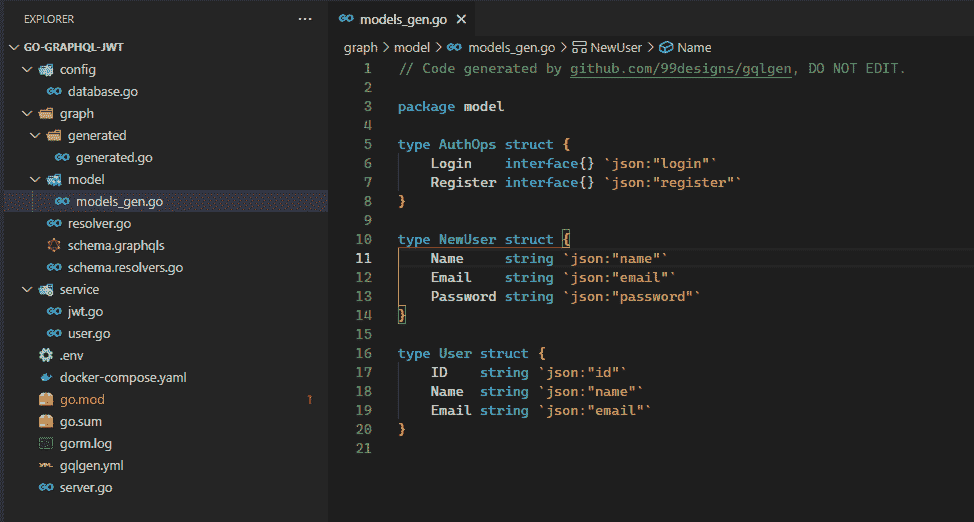 EXPLORER
GO-GRAPHQL-JWT
config
database.go
graph
generated
generated.go
model
models_gen.go
resolver.go
schema.graphqls
schema.resolvers.go
service
jwt.go
user.go
.env
docker-compose.yaml
go.mod 1
go.sum
gorm.log
gqlgen.yml
server.go
models_gen.go
graph > model > models_gen.go > NewUser > Name
1 // Code generated by github.com/99designs/gqlgen, DO NOT EDIT.
2
3 package model
4
5 type AuthOps struct {
6 Login interface{} `json:"login"`
7 Register interface{} `json:"register"`
8 }
9
10 type NewUser struct {
11 Name string `json:"name"`
12 Email string `json:"email"`
13 Password string `json:"password"`
14 }
15
16 type User struct {
17 ID string `json:"id"`
18 Name string `json:"name"`
19 Email string `json:"email"`
20 }
21